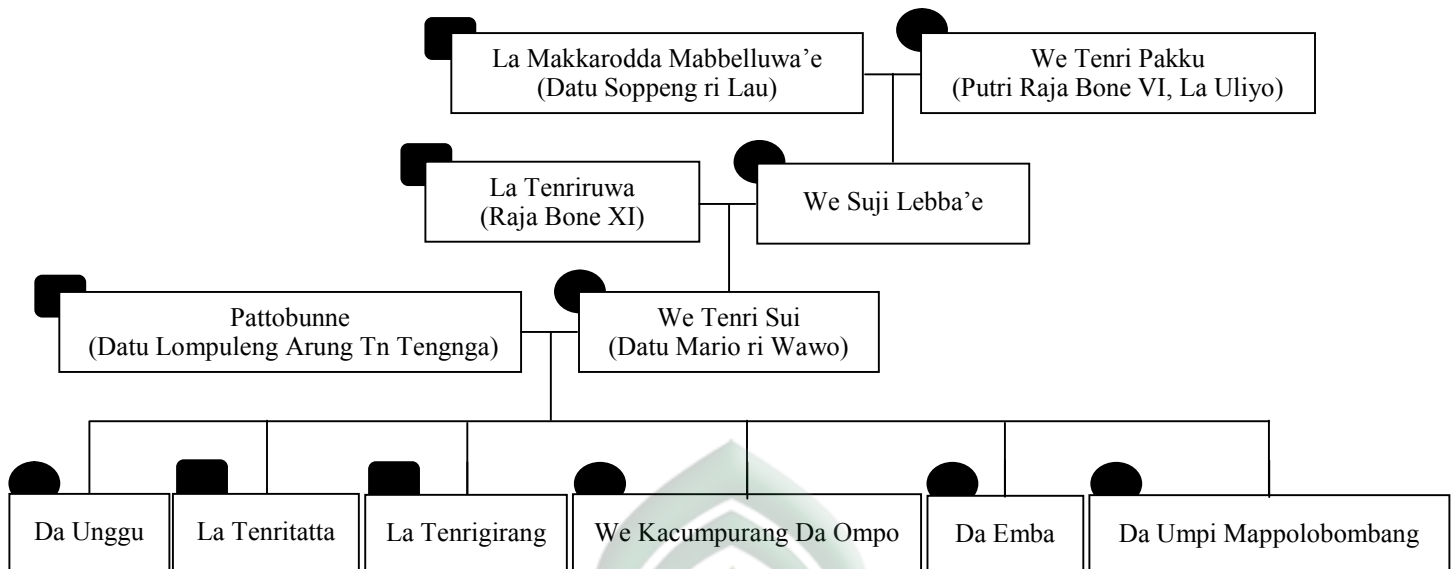 La Makkarodda Mabbelluwa’e
(Datu Soppeng ri Lau)
We Tenri Pakku
(Putri Raja Bone VI, La Uliyo)
La Tenriruwa
(Raja Bone XI)
We Suji Lebba’e
Pattobunne
(Datu Lompuleng Arung Tn Tengnga)
We Tenri Sui
(Datu Mario ri Wawo)
Da Unggu
La Tenritatta
La Tenrigirang
We Kacumpurang Da Ompo
Da Emba
Da Umpi Mappolobombang